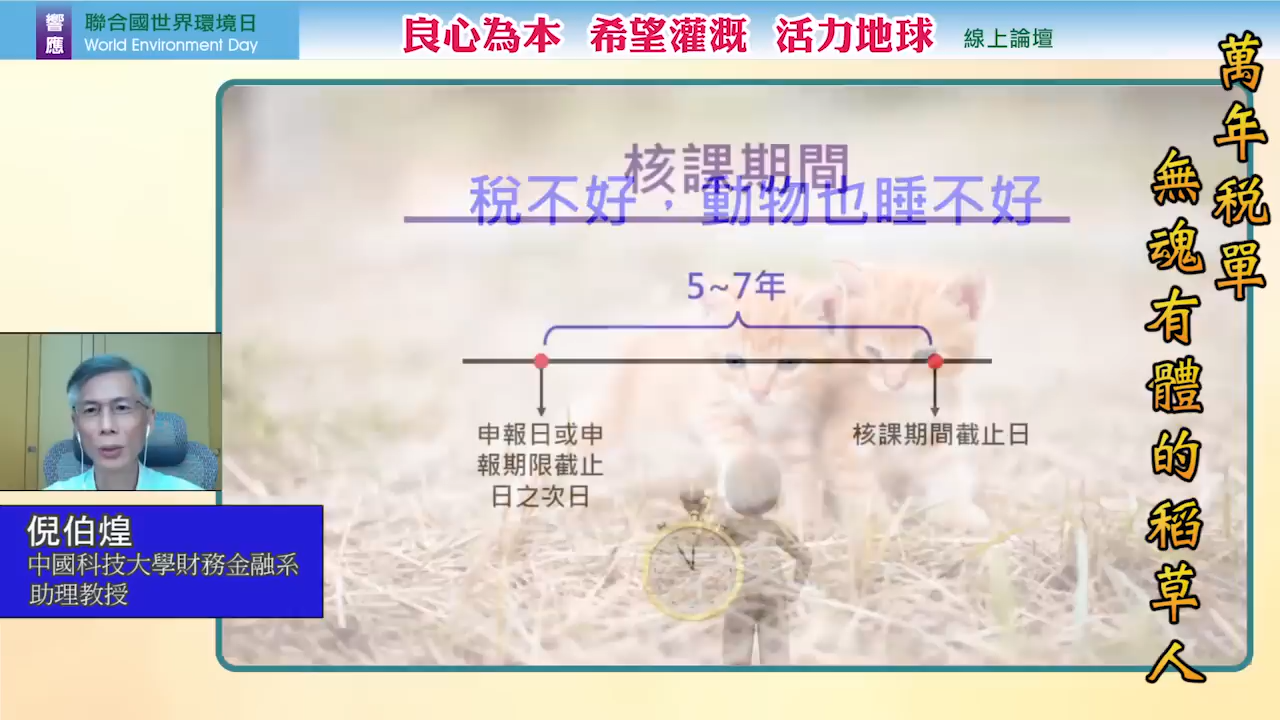 響應
聯合國世界環境日
World Environment Day
良心為本 希望灌溉 活力地球 線上論壇
萬年稅單
無魂有體的稻草人
核課期間
稅不好，動物也睡不好
5~7年
申報日或申
報期限截止
日之次日
核課期間截止日
倪伯煌
中國科技大學財務金融系
助理教授